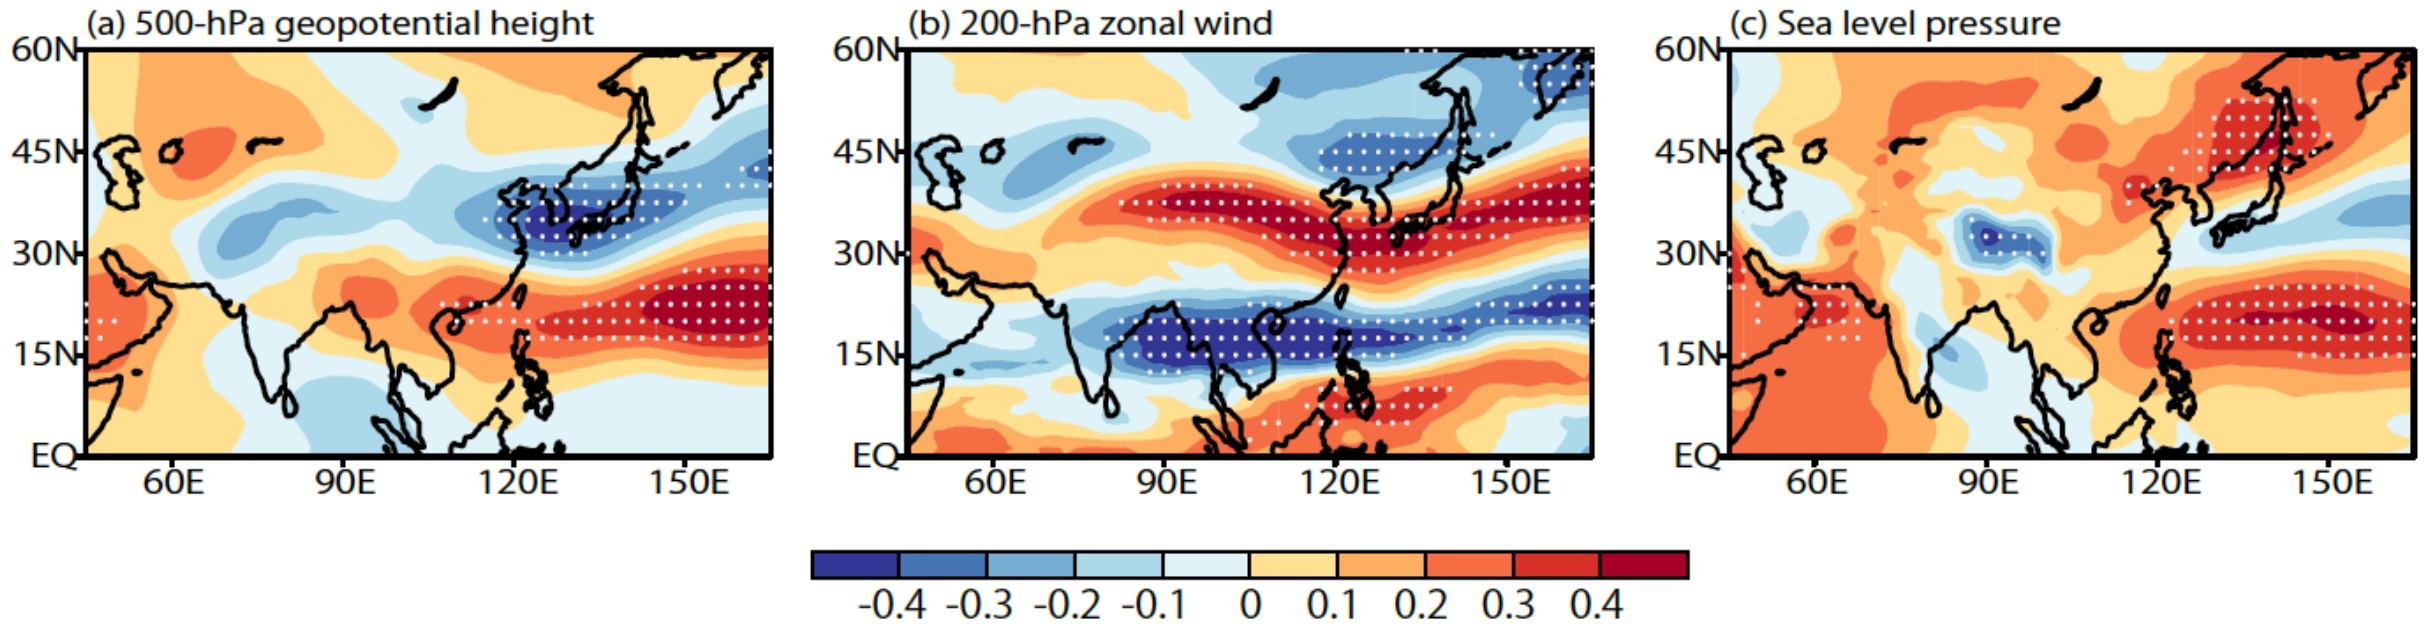 (a) 500-hPa geopotential height
(b) 200-hPa zonal wind
(c) Sea level pressure
60N 60N 60N
45N 45N 45N
30N 30N 30N
15N 15N 15N
EQ EQ EQ
60E 90E 120E 150E 60E 90E 120E 150E 60E 90E 120E 150E
-0.4 -0.3 -0.2 -0.1 0 0.1 0.2 0.3 0.4